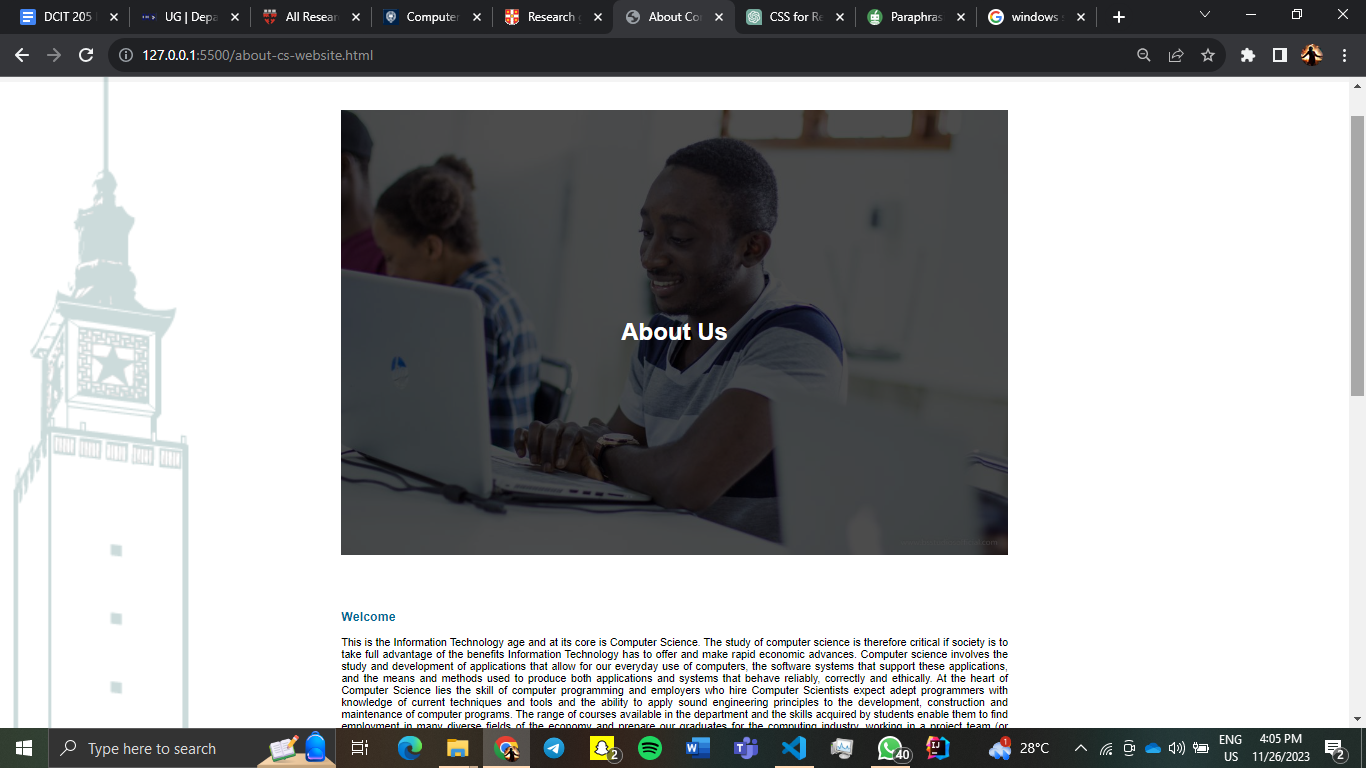 DCIT 205
UG | Depa
All Resear
Computer
Research
About Co
CSS for Re
Paraphras
windows
127.0.0.1:5500/about-cs-website.html
About Us
Welcome
This is the Information Technology age and at its core is Computer Science. The study of computer science is therefore critical if society is to
take full advantage of the benefits Information Technology has to offer and make rapid economic advances. Computer science involves the
study and development of applications that allow for our everyday use of computers, the software systems that support these applications,
and the means and methods used to produce both applications and systems that behave reliably, correctly and ethically. At the heart of
Computer Science lies the skill of computer programming and employers who hire Computer Scientists expect adept programmers with
knowledge of current techniques and tools and the ability to apply sound engineering principles to the development, construction and
maintenance of computer programs. The range of courses available in the department and the skills acquired by students enable them to find
employment in many diverse fields of the economy and prepare our graduates for the computing industry, working in a project team (or
Type here to search
2
40
1
28°C
ENG
US
4:05 PM
11/26/2023
2